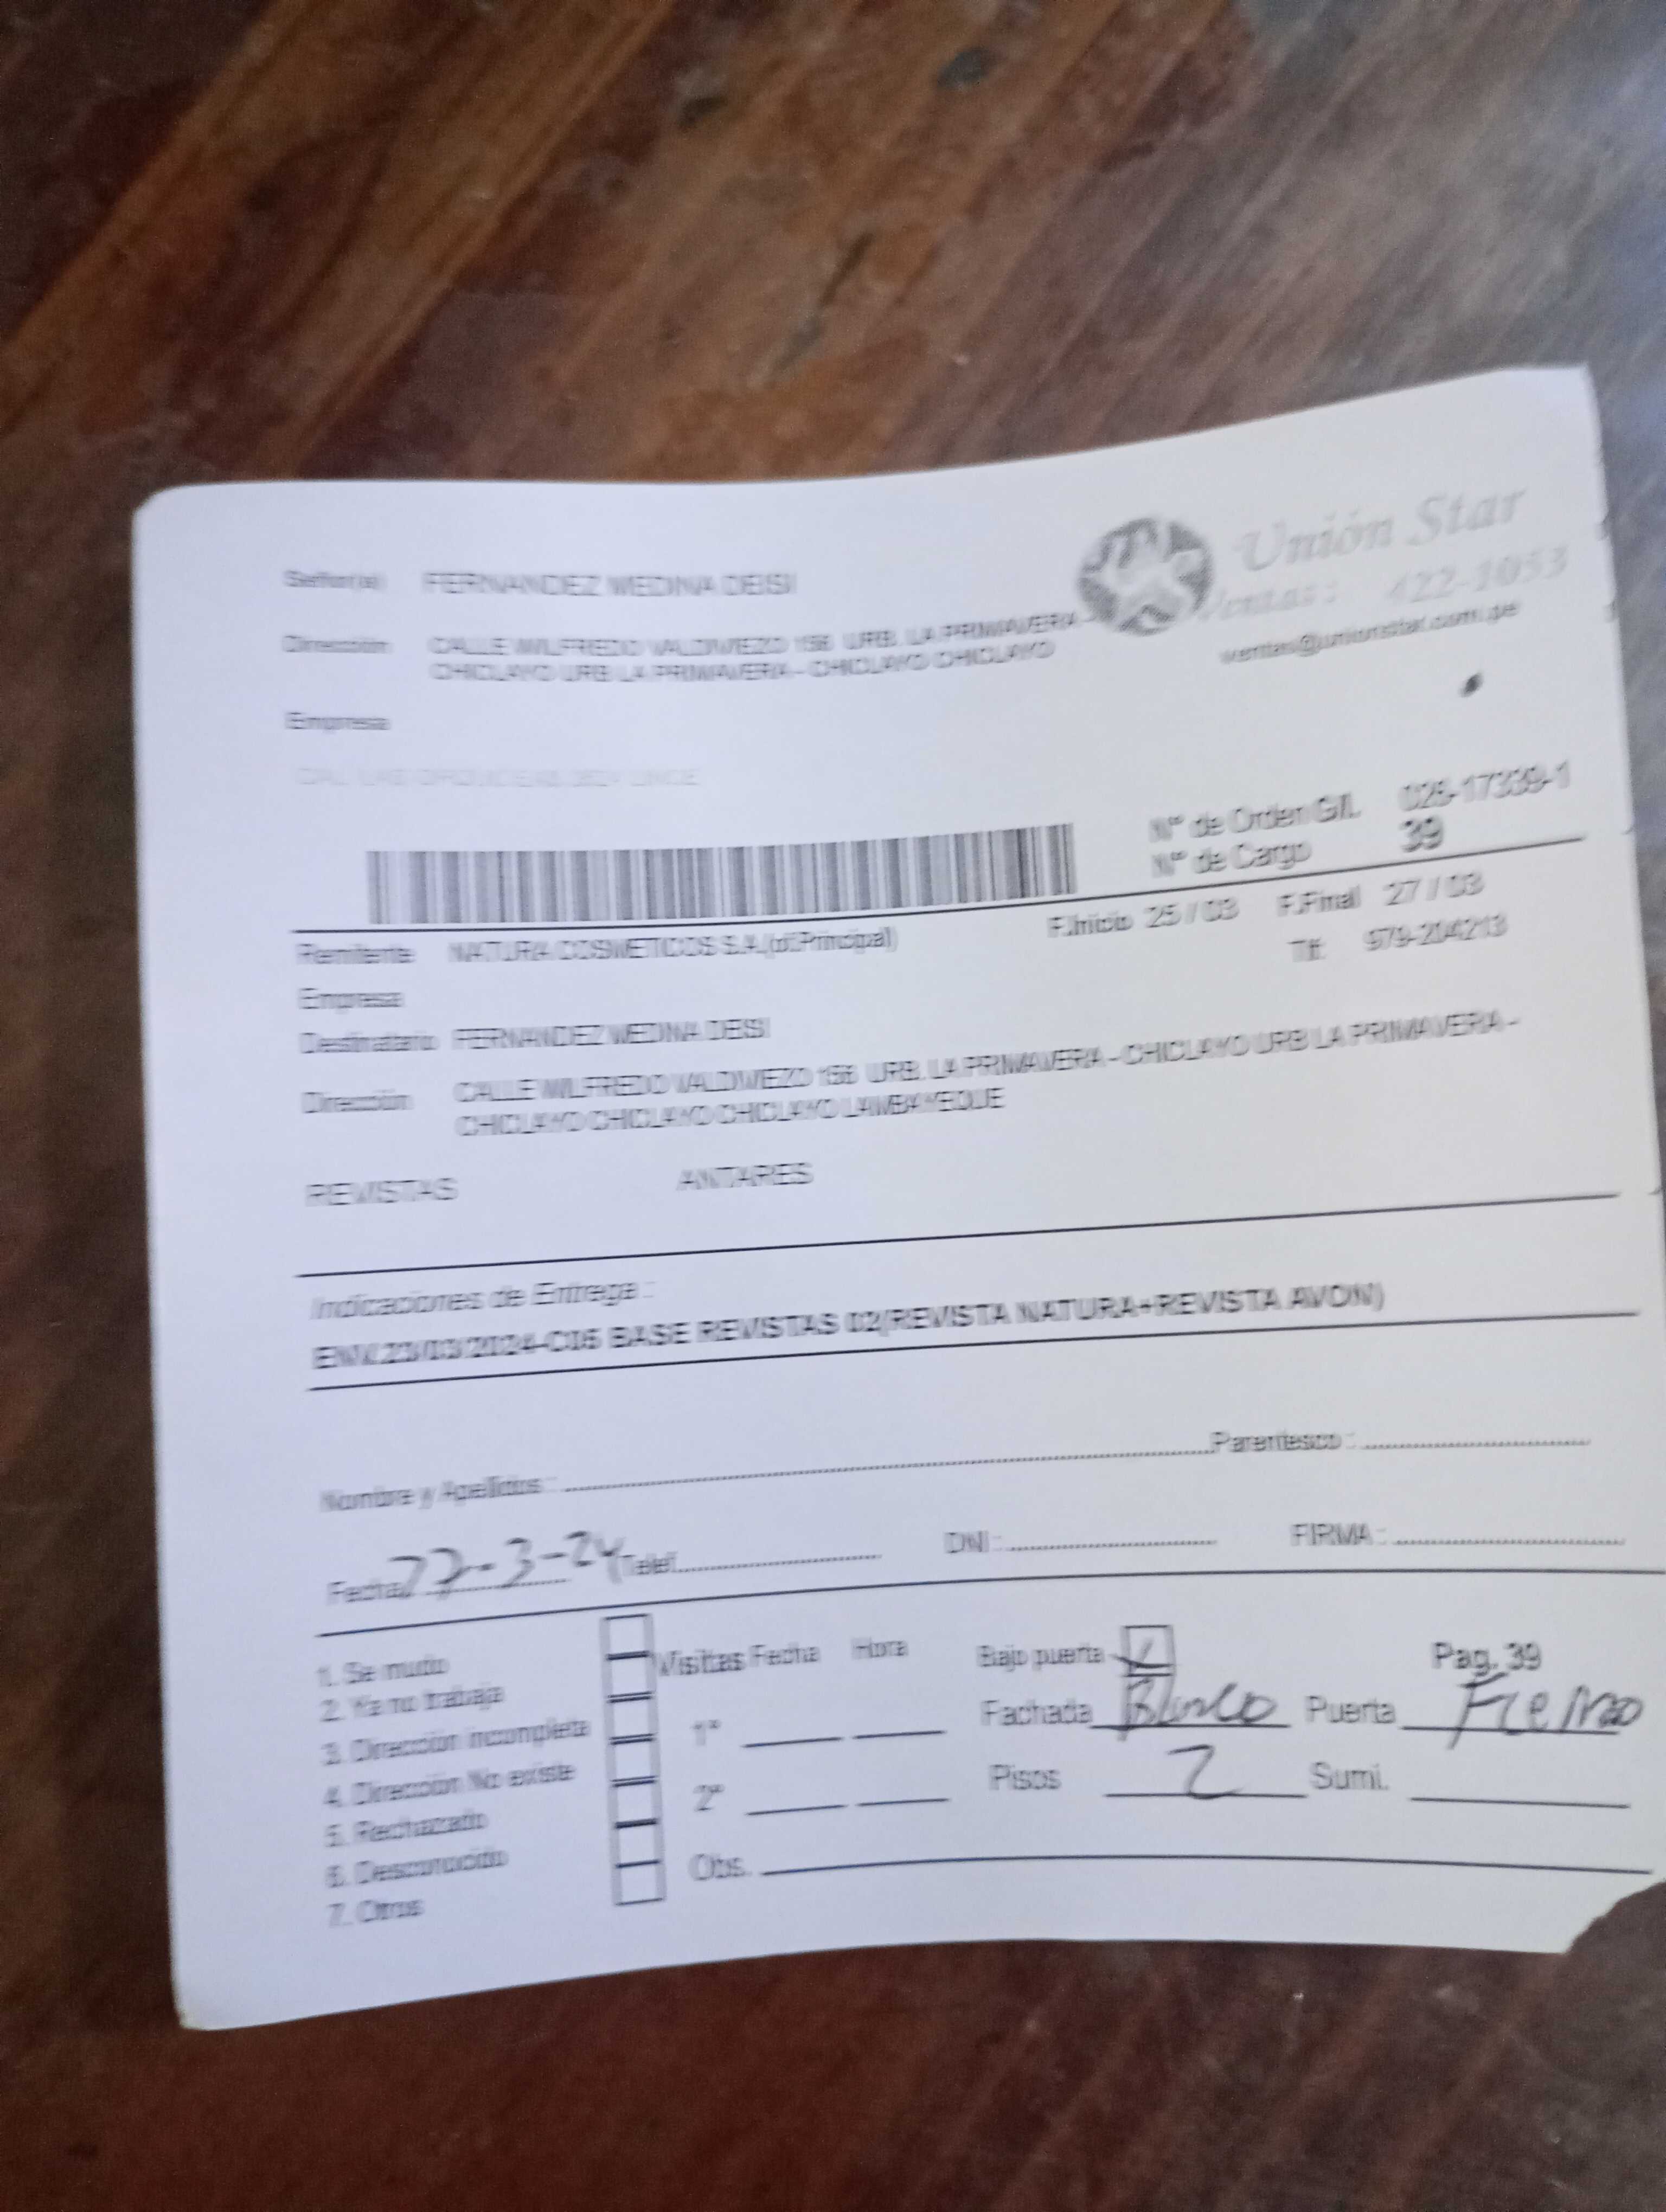 Unión Star
Ventas: 422-1053
ventas@unionstar.com.pe
Señor(a) FERNANDEZ MEDINA DEISI
Dirección CALLE WILFREDO VALDIVIEZO 156 URB. LA PRIMAVERA -
CHICLAYO URB LA PRIMAVERA - CHICLAYO CHICLAYO
Empresa
N° de Orden G/L 028-17339-1
N° de Cargo 39
Remitente NATURA COSMETICOS S.A.(of.Principal) F.Inicio 25 / 03 F.Final 27 / 03
Tlf: 979-204213
Empresa
Destinatario FERNANDEZ MEDINA DEISI
Dirección CALLE WILFREDO VALDIVIEZO 156 URB. LA PRIMAVERA - CHICLAYO URB LA PRIMAVERA -
CHICLAYO CHICLAYO CHICLAYO LAMBAYEQUE
REVISTAS ANTARES
Indicaciones de Entrega :
ENV.23/03/2024-C05 BASE REVISTAS 02(REVISTA NATURA+REVISTA AVON)
Nombre y Apellidos : Parentesco :
Fecha -3-24 Telef. DNI : FIRMA :
1. Se mudo Visitas Fecha Hora Bajo puerta Pag. 39
2. Ya no trabaja
3. Dirección incompleta 1° Fachada Blanco Puerta Fierro
4. Dirección No existe
5. Rechazado 2° Pisos 2 Sumi.
6. Desconocido
7. Otros Obs.